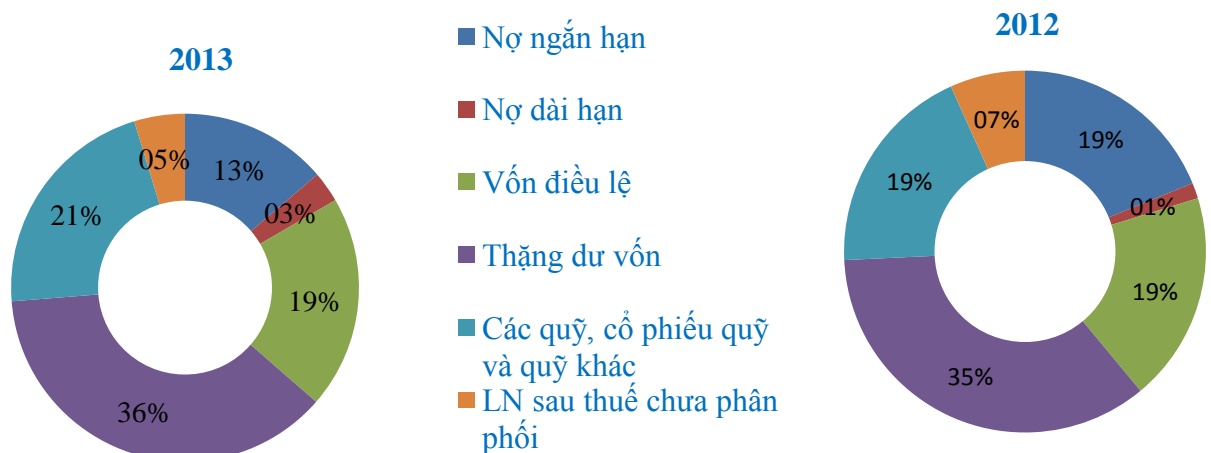 2013
05%
13%
03%
21%
19%
36%
Nợ ngắn hạn
Nợ dài hạn
Vốn điều lệ
Thặng dư vốn
Các quỹ, cổ phiếu quỹ
và quỹ khác
LN sau thuế chưa phân
phối
2012
07%
19%
19%
01%
19%
35%